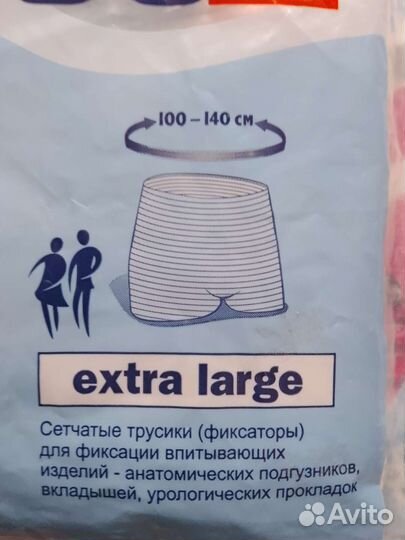 100 – 140 см
extra large
Сетчатые трусики (фиксаторы)
для фиксации впитывающих
изделий - анатомических подгузников,
вкладышей, урологических прокладок
Avito